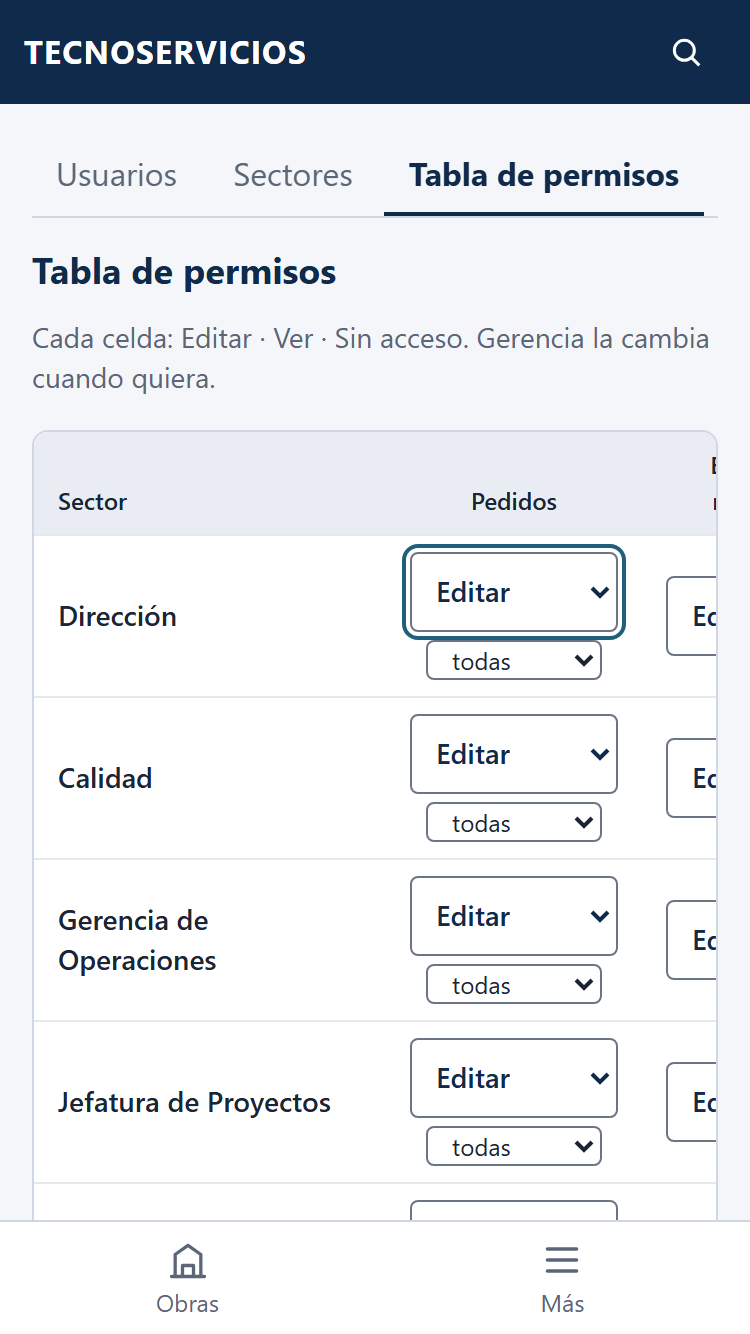 TECNOSERVICIOS
Usuarios Sectores Tabla de permisos
Tabla de permisos
Cada celda: Editar · Ver · Sin acceso. Gerencia la cambia
cuando quiera.
Sector Pedidos
Editar
Dirección
todas
Editar
Calidad
todas
Editar
Gerencia de
Operaciones
todas
Editar
Jefatura de Proyectos
todas
Obras Más